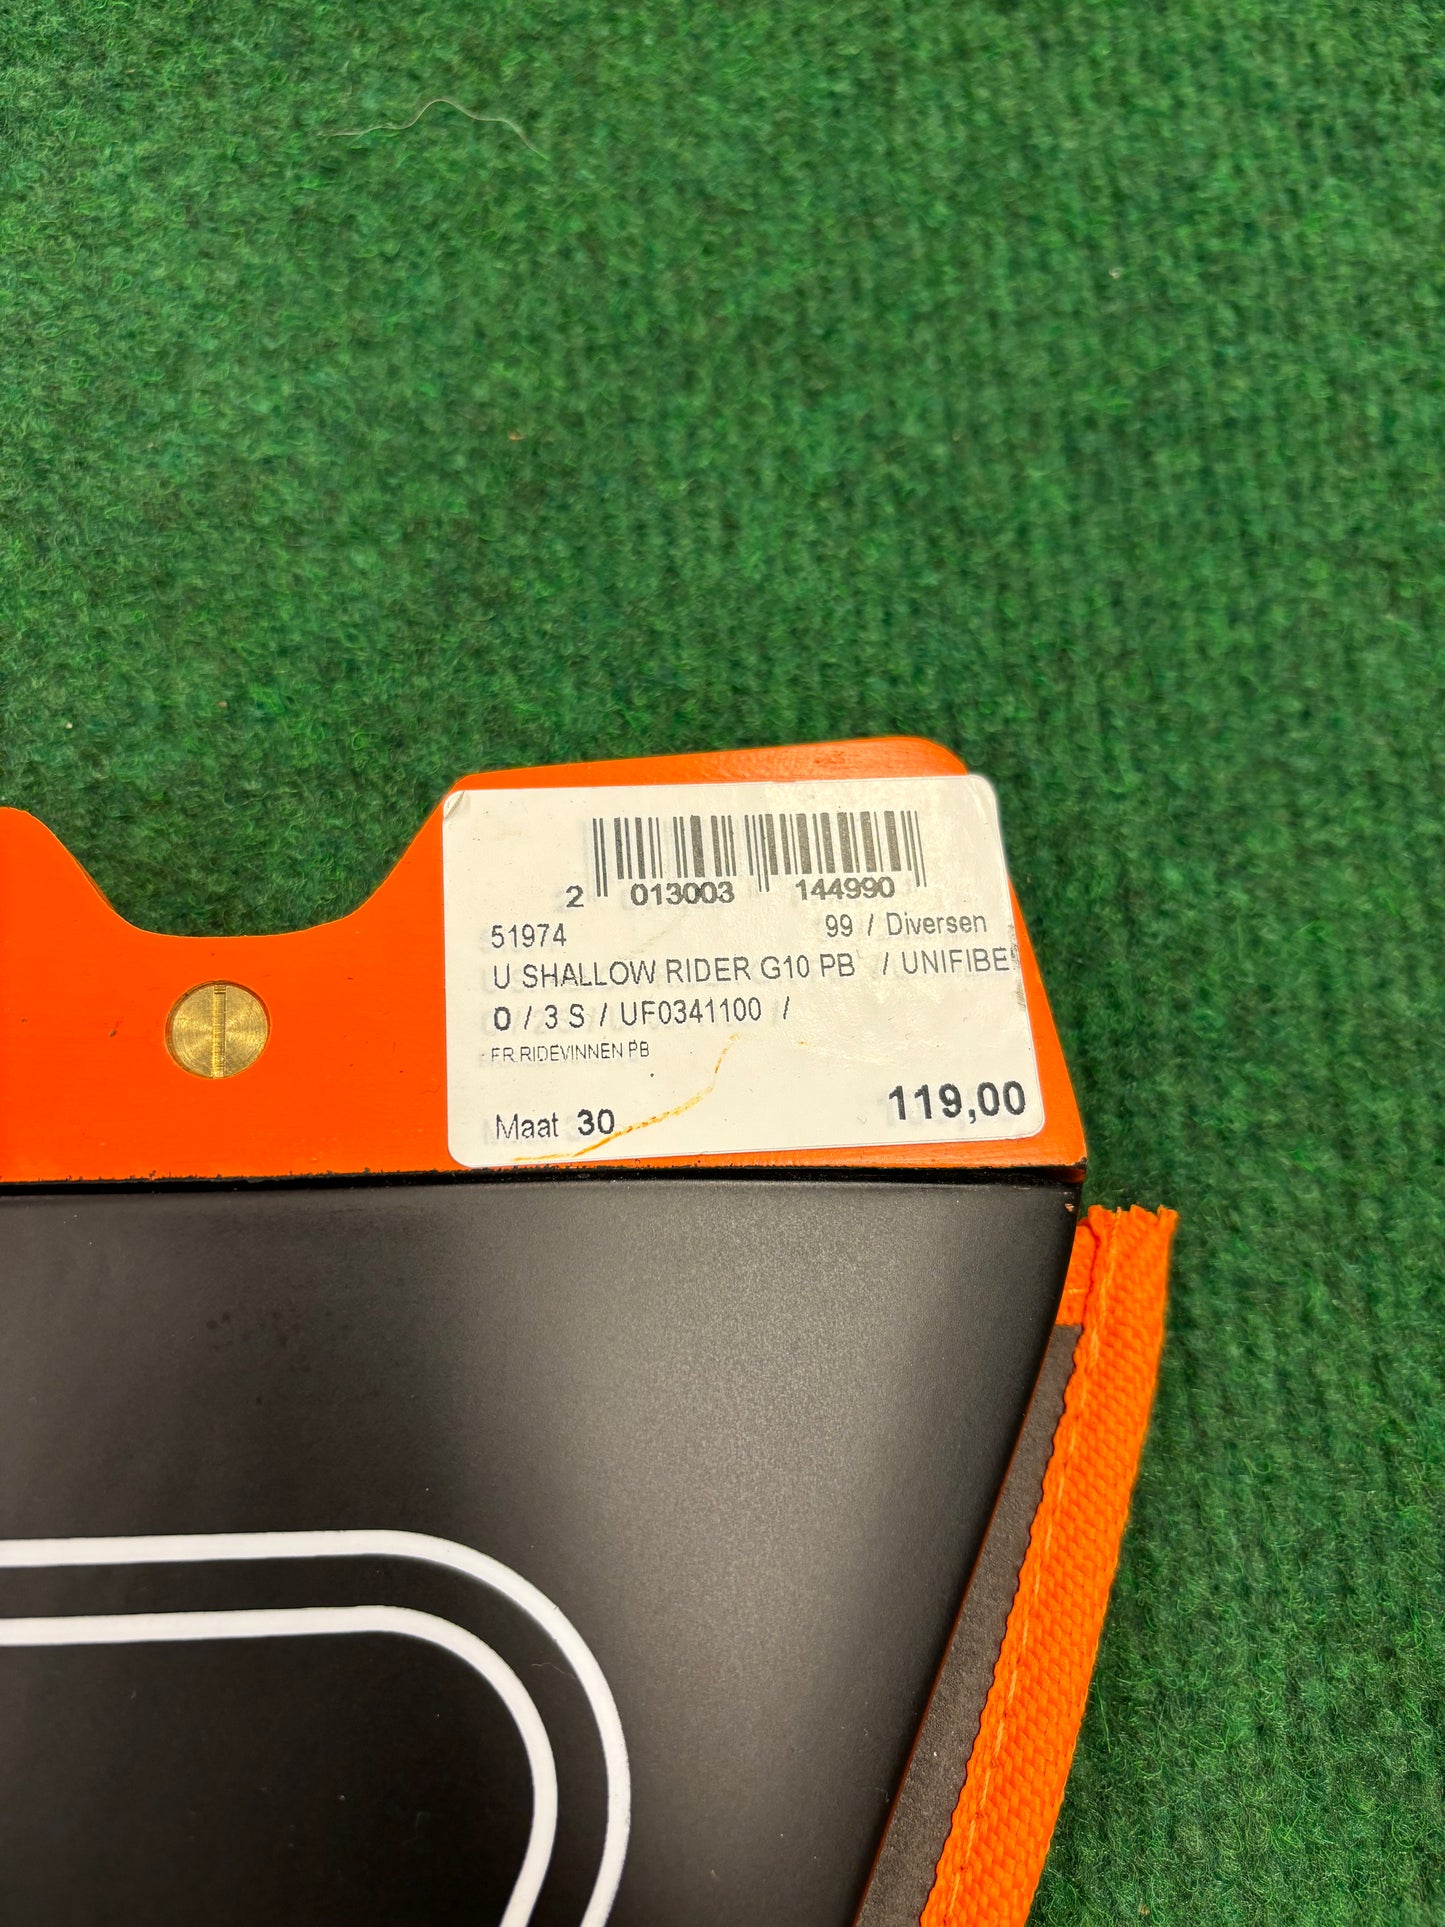 2 013003 144990
51974 99 / Diversen
U SHALLOW RIDER G10 PB / UNIFIBE
0 / 3 S / UF0341100 /
FR.RIDEVINNEN PB
Maat 30 119,00